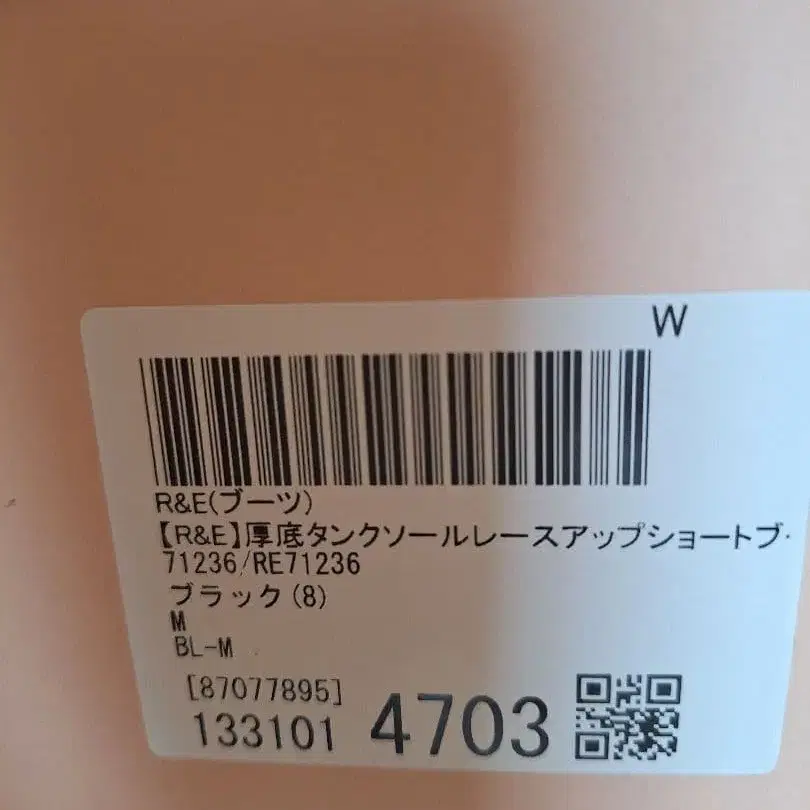 W
R&E(ブーツ)
【R&E】厚底タンクソールレースアップショートブ
71236/RE71236
ブラック(8)
M
BL-M
[87077895]
133101 4703